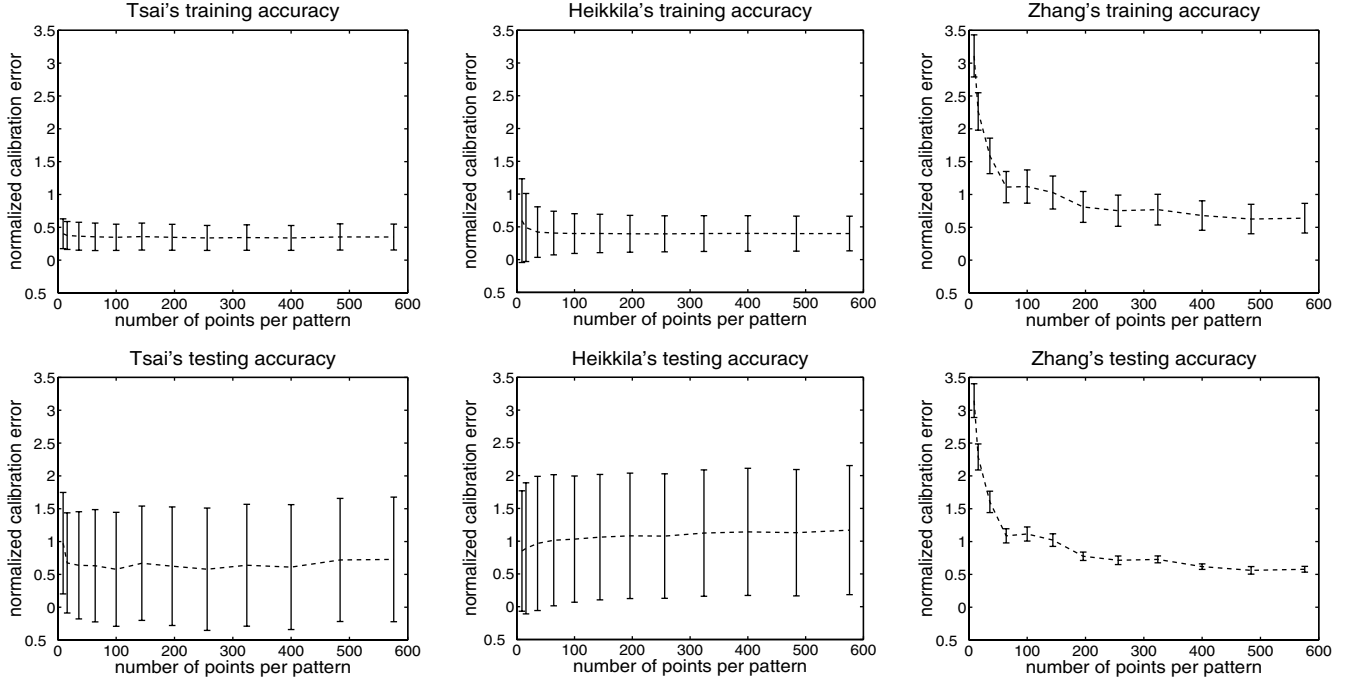 Tsai's training accuracy
normalized calibration error
3.5
3
2.5
2
1.5
1
0.5
0
0.5
0 100 200 300 400 500 600
number of points per pattern
Heikkila's training accuracy
normalized calibration error
3.5
3
2.5
2
1.5
1
0.5
0
0.5
0 100 200 300 400 500 600
number of points per pattern
Zhang's training accuracy
normalized calibration error
3.5
3
2.5
2
1.5
1
0.5
0
0.5
0 100 200 300 400 500 600
number of points per pattern
Tsai's testing accuracy
normalized calibration error
3.5
3
2.5
2
1.5
1
0.5
0
0.5
0 100 200 300 400 500 600
number of points per pattern
Heikkila's testing accuracy
normalized calibration error
3.5
3
2.5
2
1.5
1
0.5
0
0.5
0 100 200 300 400 500 600
number of points per pattern
Zhang's testing accuracy
normalized calibration error
3.5
3
2.5
2
1.5
1
0.5
0
0.5
0 100 200 300 400 500 600
number of points per pattern